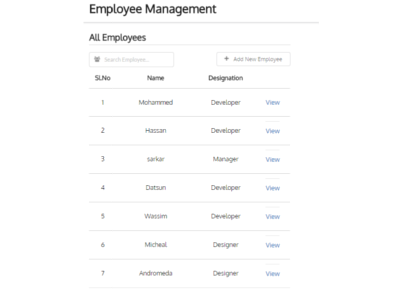 Employee Management
All Employees
Search Employee...
+ Add New Employee
Sl.No Name Designation
1 Mohammed Developer View
2 Hassan Developer View
3 sarkar Manager View
4 Datsun Developer View
5 Wassim Developer View
6 Micheal Designer View
7 Andromeda Designer View